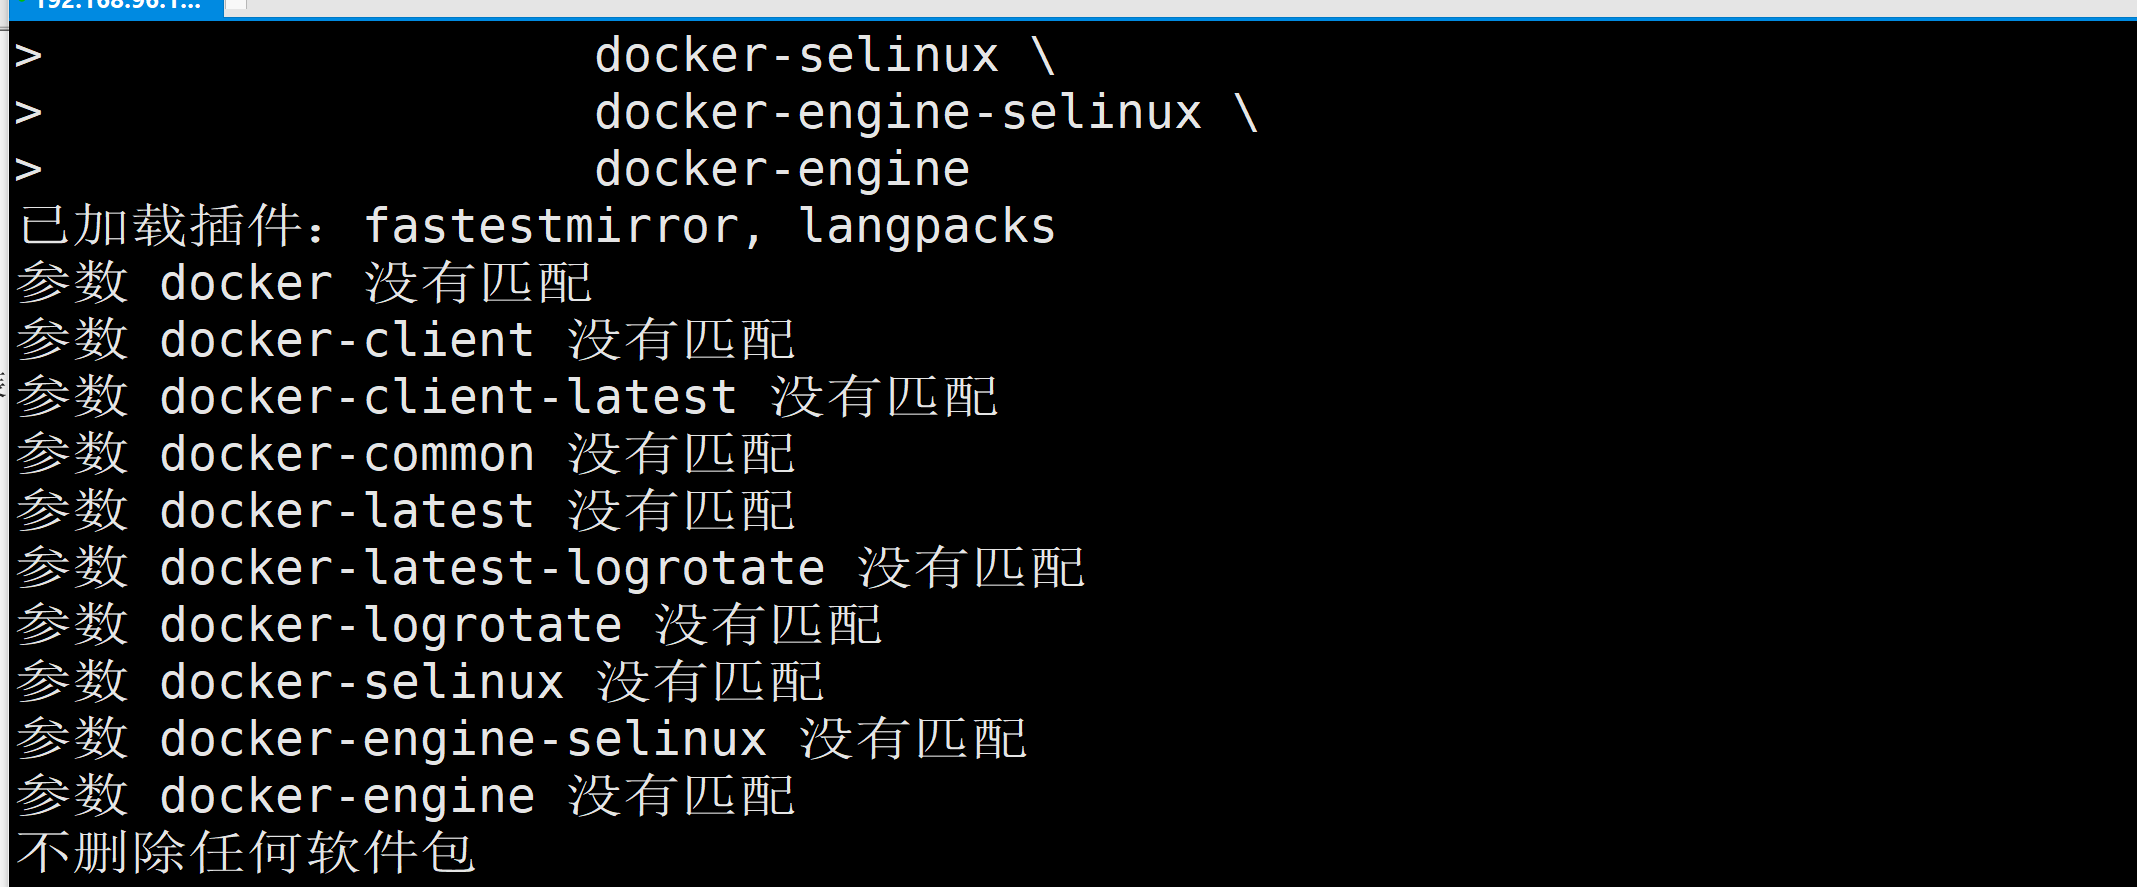 192.168.96.1...
> docker-selinux \
> docker-engine-selinux \
> docker-engine
已加载插件：fastestmirror, langpacks
参数 docker 没有匹配
参数 docker-client 没有匹配
参数 docker-client-latest 没有匹配
参数 docker-common 没有匹配
参数 docker-latest 没有匹配
参数 docker-latest-logrotate 没有匹配
参数 docker-logrotate 没有匹配
参数 docker-selinux 没有匹配
参数 docker-engine-selinux 没有匹配
参数 docker-engine 没有匹配
不删除任何软件包